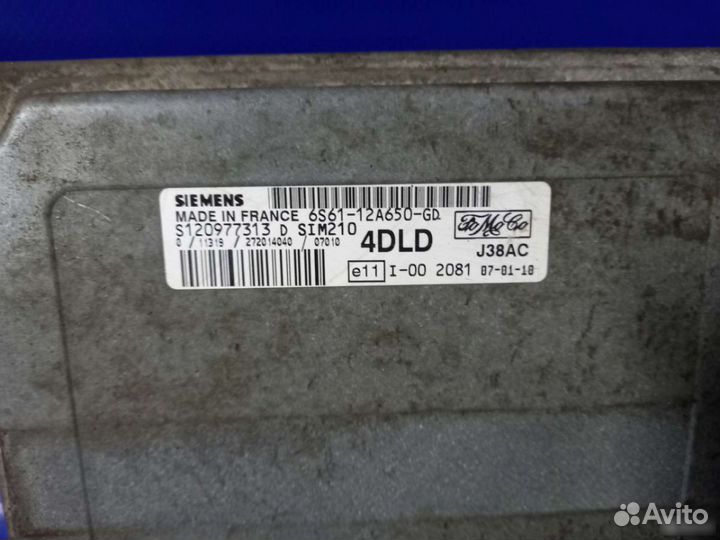 SIEMENS
MADE IN FRANCE 6S61-12A650-GD
S120977313 D SIM210
0 / 11319 / 272014040 / 07010
4DLD
FoMoCo
J38AC
e11 I-00 2081 07-01-10
Avito